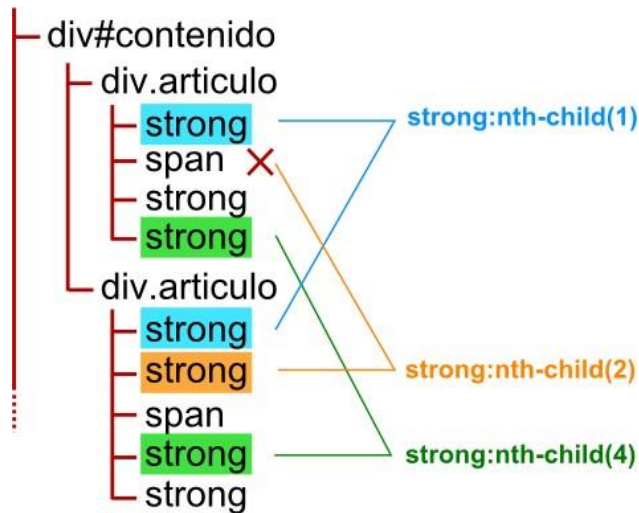 div#contenido
div.articulo
strong strong:nth-child(1)
span
strong
strong
div.articulo
strong
strong strong:nth-child(2)
span
strong strong:nth-child(4)
strong